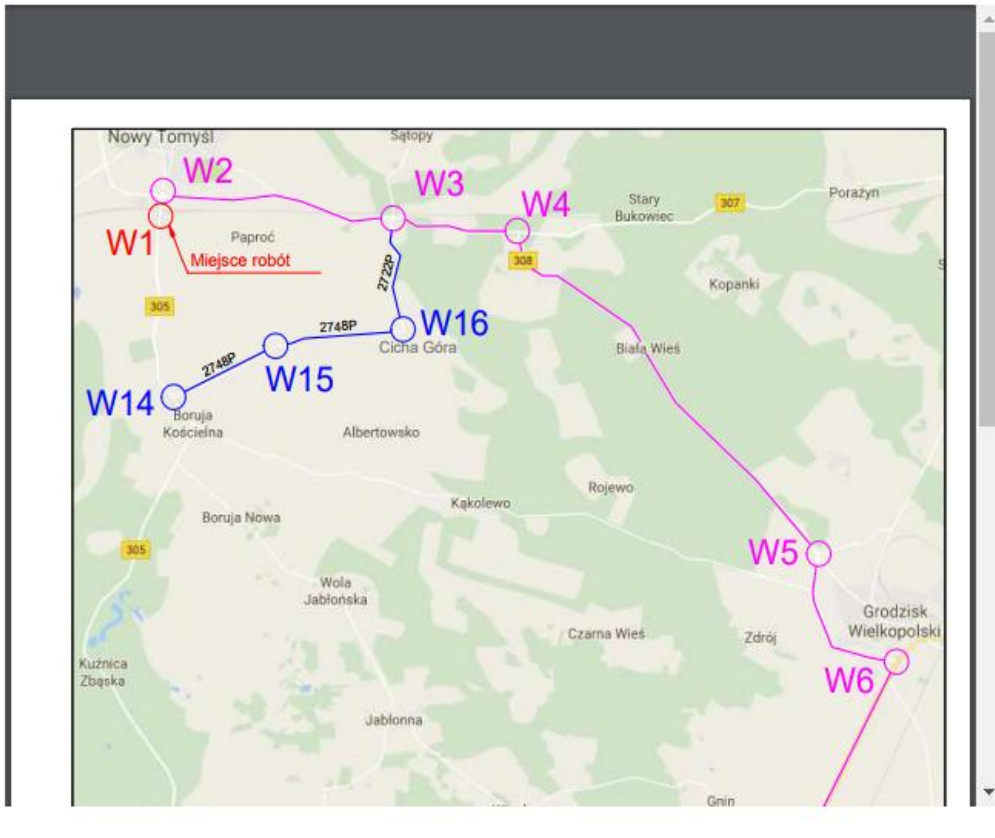 Nowy Tomyśl
Sątopy
W2
W3
W4
Stary
Bukowiec
307
Porażyn
W1
Paproć
Miejsce robót
308
2722P
Kopanki
305
2748P
W16
Cicha Góra
Biała Wieś
2748P
W15
W14
Boruja
Kościelna
Albertowsko
Kąkolewo
Rojewo
Boruja Nowa
305
W5
Wola
Jabłońska
Grodzisk
Wielkopolski
Czarna Wieś
Zdrój
Kuźnica
Zbąska
W6
Jabłonna
Gnin